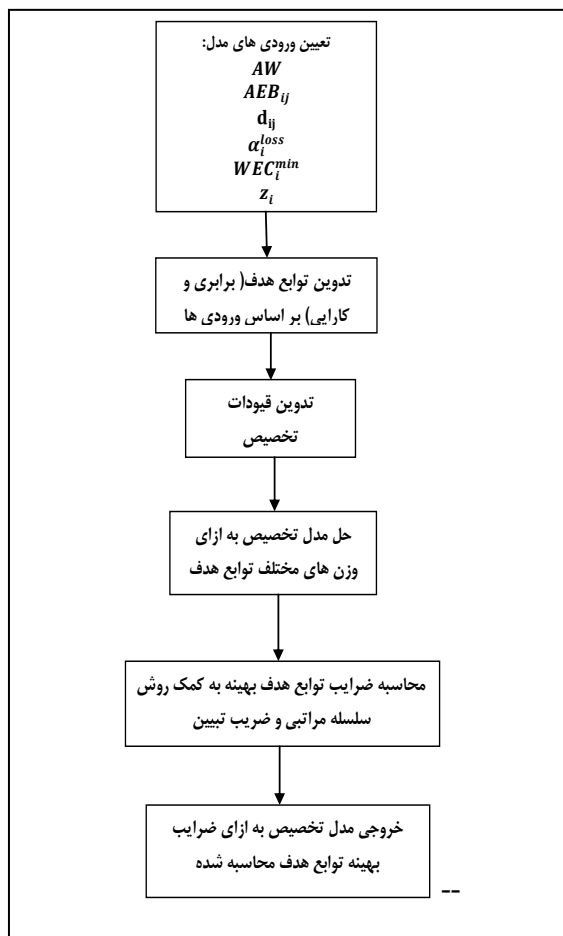 تعیین ورودی های مدل:
AW
AEB_ij
d_ij
α_i^loss
WEC_i^min
z_i
تدوین توابع هدف( برابری و
کارایی) بر اساس ورودی ها
تدوین قیودات
تخصیص
حل مدل تخصیص به ازای
وزن های مختلف توابع هدف
محاسبه ضرایب توابع هدف بهینه به کمک روش
سلسله مراتبی و ضریب تبیین
خروجی مدل تخصیص به ازای ضرایب
بهینه توابع هدف محاسبه شده
--